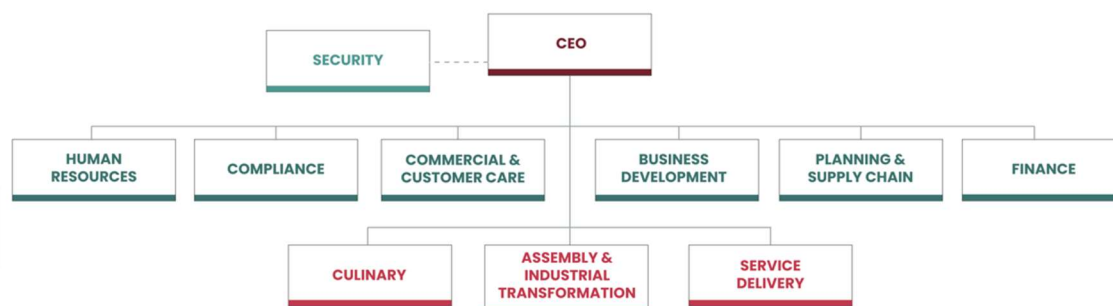 CEO
SECURITY
HUMAN
RESOURCES
COMPLIANCE
COMMERCIAL &
CUSTOMER CARE
BUSINESS
DEVELOPMENT
PLANNING &
SUPPLY CHAIN
FINANCE
CULINARY
ASSEMBLY &
INDUSTRIAL
TRANSFORMATION
SERVICE
DELIVERY